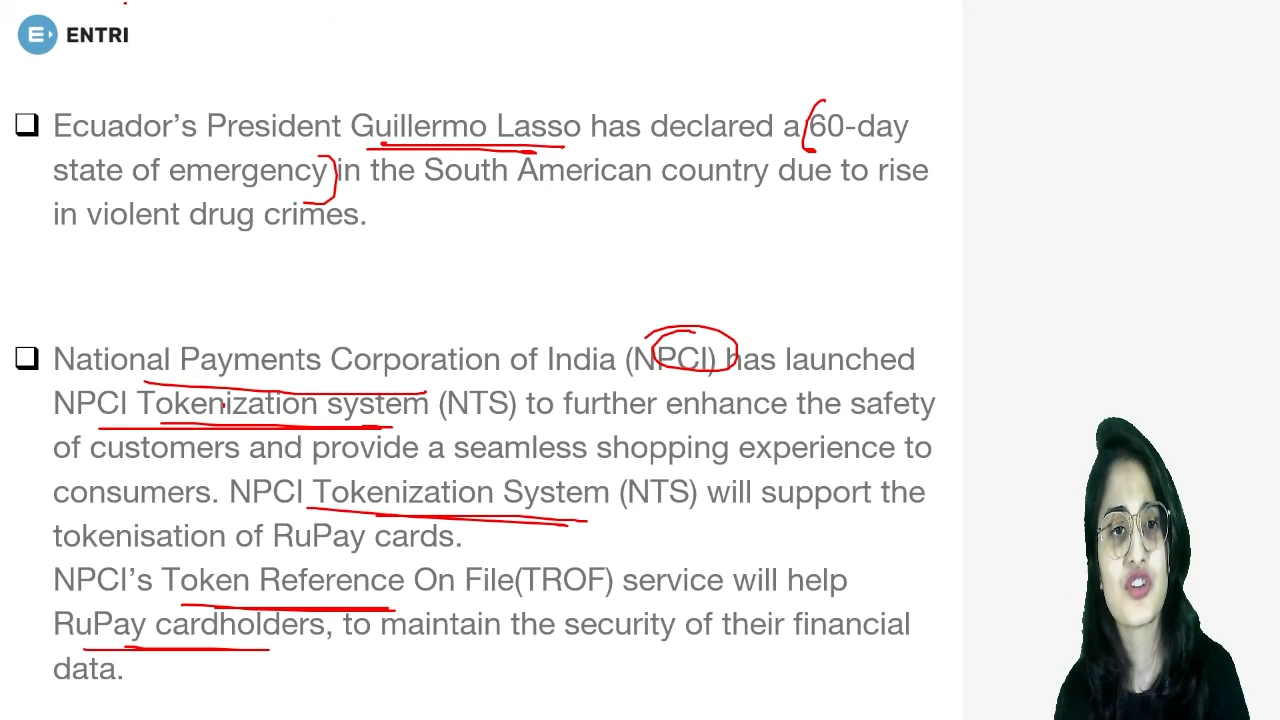 ENTRI
Ecuador's President Guillermo Lasso has declared a 60-day
state of emergency in the South American country due to rise
in violent drug crimes.
National Payments Corporation of India (NPCI) has launched
NPCI Tokenization system (NTS) to further enhance the safety
of customers and provide a seamless shopping experience to
consumers. NPCI Tokenization System (NTS) will support the
tokenisation of RuPay cards.
NPCI's Token Reference On File(TROF) service will help
RuPay cardholders, to maintain the security of their financial
data.